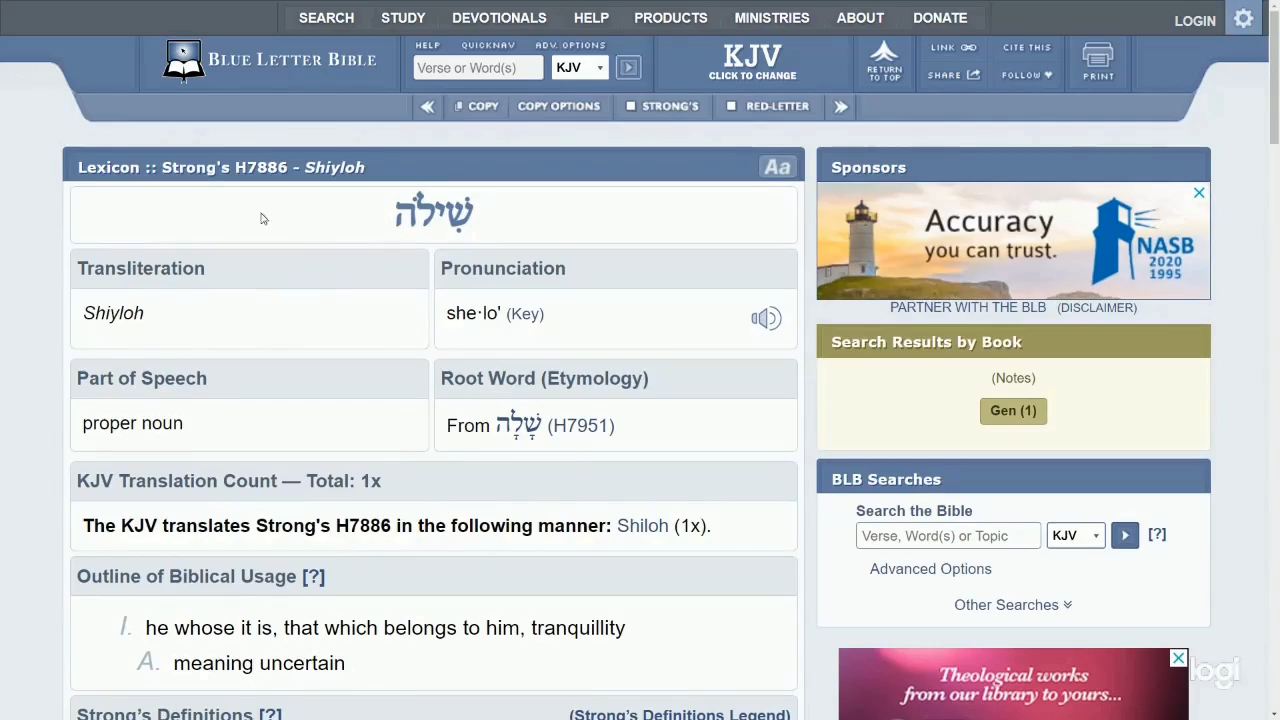 SEARCH STUDY DEVOTIONALS HELP PRODUCTS MINISTRIES ABOUT DONATE LOGIN
BLUE LETTER BIBLE
HELP QUICKNAV ADV. OPTIONS
Verse or Word(s) KJV
KJV
CLICK TO CHANGE
RETURN
TO TOP
LINK CITE THIS
SHARE FOLLOW
PRINT
COPY COPY OPTIONS STRONG'S RED-LETTER
Lexicon :: Strong's H7886 - Shiyloh Aa
שִׁילֹה
Transliteration
Shiyloh
Pronunciation
she·lo' (Key)
Part of Speech
proper noun
Root Word (Etymology)
From שָׁלָה (H7951)
KJV Translation Count — Total: 1x
The KJV translates Strong's H7886 in the following manner: Shiloh (1x).
Outline of Biblical Usage [?]
I. he whose it is, that which belongs to him, tranquillity
A. meaning uncertain
Strong's Definitions [?] (Strong's Definitions Legend)
Sponsors
Accuracy
you can trust.
NASB
2020
1995
PARTNER WITH THE BLB (DISCLAIMER)
Search Results by Book
(Notes)
Gen (1)
BLB Searches
Search the Bible
Verse, Word(s) or Topic KJV [?]
Advanced Options
Other Searches
Theological works
from our library to yours...
logi